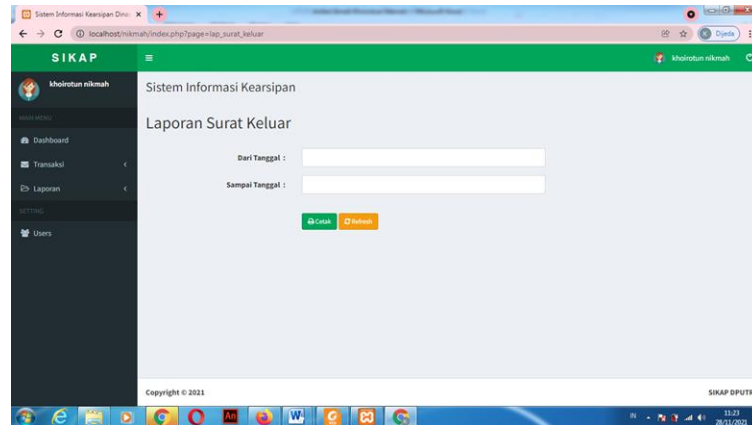 Sistem Informasi Kearsipan Dina
localhost/nikmah/index.php?page=lap_surat_keluar
Dijeda
SIKAP
khoirotun nikmah
khoirotun nikmah
Sistem Informasi Kearsipan
MAIN MENU
Laporan Surat Keluar
Dashboard
Dari Tanggal :
Transaksi
Sampai Tanggal :
Laporan
SETTING
Cetak
Refresh
Users
Copyright © 2021
SIKAP DPUTR
IN
11:23
28/11/2021